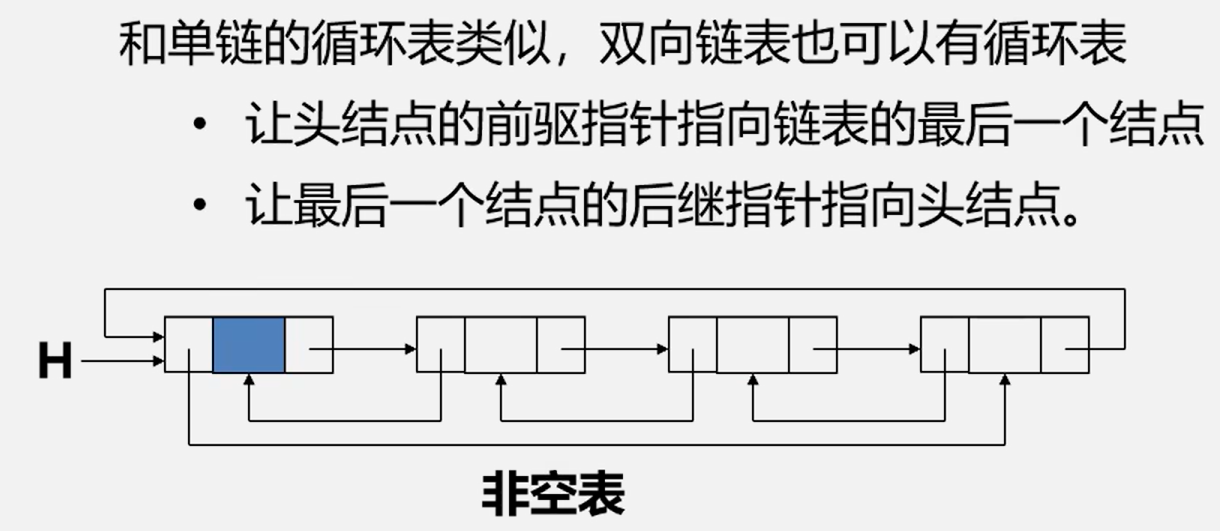 和单链的循环表类似，双向链表也可以有循环表
• 让头结点的前驱指针指向链表的最后一个结点
• 让最后一个结点的后继指针指向头结点。
H
非空表